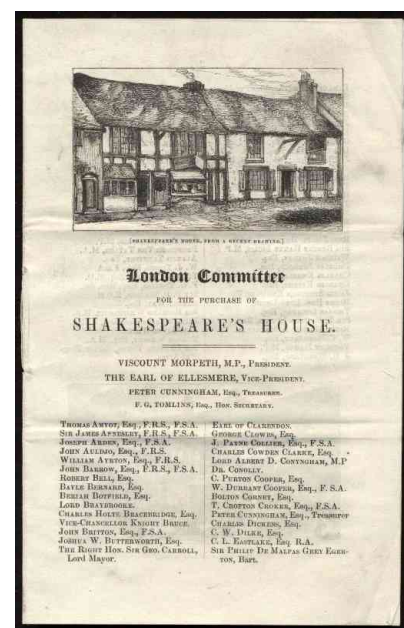 [SHAKESPEARE'S HOUSE, FROM A RECENT DRAWING.]
London Committee
FOR THE PURCHASE OF
SHAKESPEARE'S HOUSE.
VISCOUNT MORPETH, M.P., PRESIDENT.
THE EARL OF ELLESMERE, VICE-PRESIDENT.
PETER CUNNINGHAM, Esq., TREASURER.
F. G. TOMLINS, Esq., HON. SECRETARY.
THOMAS AMYOT, Esq., F.R.S., F.S.A.
SIR JAMES ANNESLEY, F.R.S., F.S.A.
JOSEPH ARDEN, Esq., F.S.A.
JOHN AULDJO, Esq., F.R.S.
WILLIAM AYRTON, Esq., F.R.S.
JOHN BARROW, Esq., F.R.S., F.S.A.
ROBERT BELL, Esq.
BAYLE BERNARD, Esq.
BERIAH BOTFIELD, Esq.
LORD BRAYBROOKE.
CHARLES HOLTE BRACEBRIDGE, Esq.
VICE-CHANCELLOR KNIGHT BRUCE.
JOHN BRITTON, Esq., F.S.A.
JOSHUA W. BUTTERWORTH, Esq.
THE RIGHT HON. SIR GEO. CARROLL,
Lord Mayor.
EARL OF CLARENDON.
GEORGE CLOWES, Esq.
J. PAYNE COLLIER, Esq., F.S.A.
CHARLES COWDEN CLARKE, Esq.
LORD ALBERT D. CONYNGHAM, M.P
DR. CONOLLY.
C. PURTON COOPER, Esq.
W. DURRANT COOPER, Esq., F. S.A.
BOLTON CORNEY, Esq.
T. CROFTON CROKER, Esq., F.S.A.
PETER CUNNINGHAM, Esq., Treasurer
CHARLES DICKENS, Esq.
C. W. DILKE, Esq.
C. L. EASTLAKE, Esq. R.A.
SIR PHILIP DE MALPAS GREY EGER-
TON, Bart.